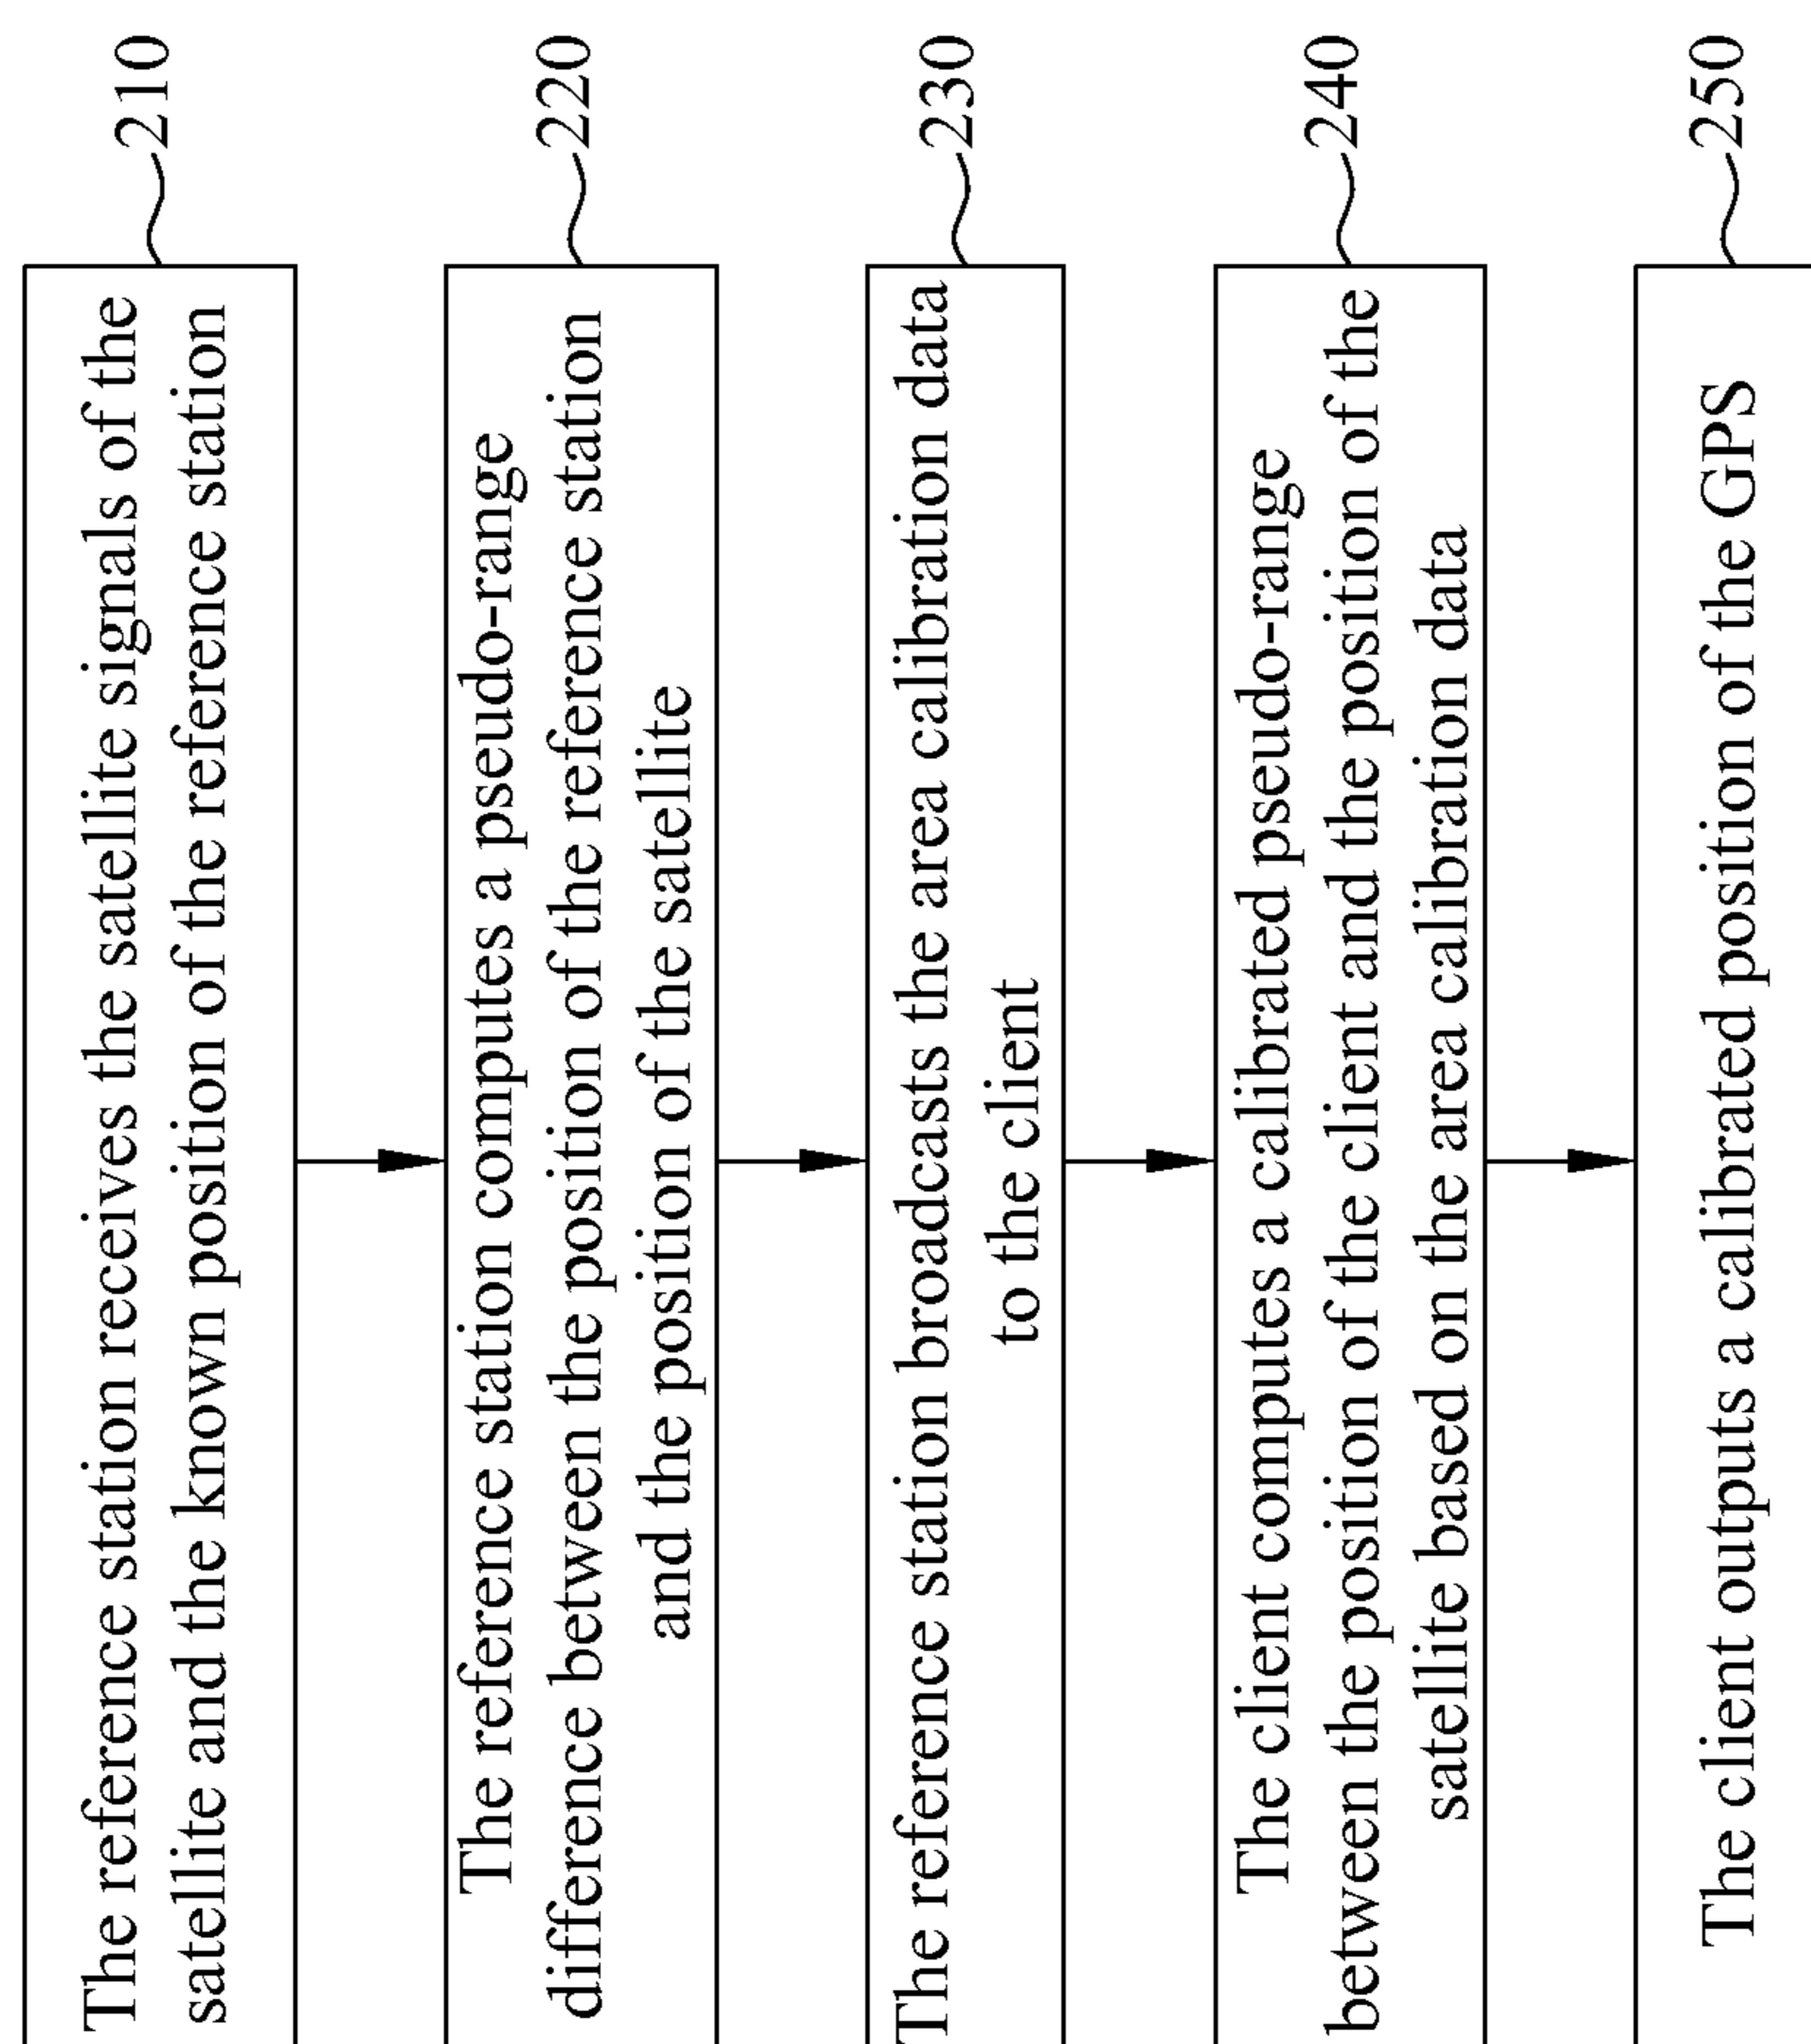 The reference station receives the satellite signals of the
satellite and the known position of the reference station
210
The reference station computes a pseudo-range
difference between the position of the reference station
and the position of the satellite
220
The reference station broadcasts the area calibration data
to the client
230
The client computes a calibrated pseudo-range
between the position of the client and the position of the
satellite based on the area calibration data
240
The client outputs a calibrated position of the GPS
250